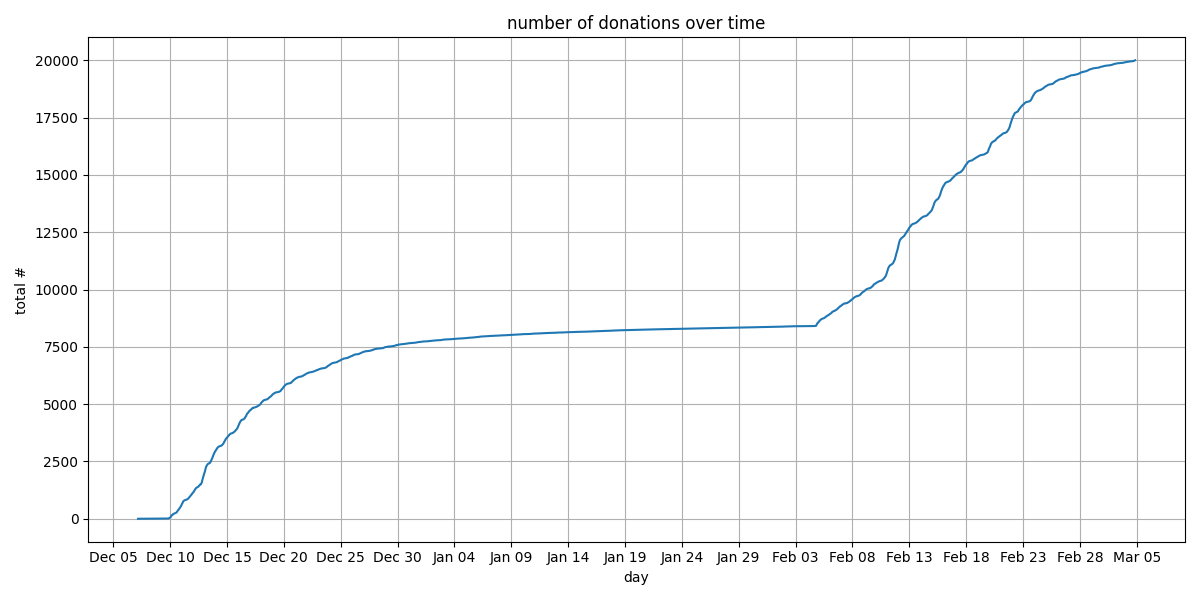 number of donations over time
total #
20000
17500
15000
12500
10000
7500
5000
2500
0
Dec 05 Dec 10 Dec 15 Dec 20 Dec 25 Dec 30 Jan 04 Jan 09 Jan 14 Jan 19 Jan 24 Jan 29 Feb 03 Feb 08 Feb 13 Feb 18 Feb 23 Feb 28 Mar 05
day